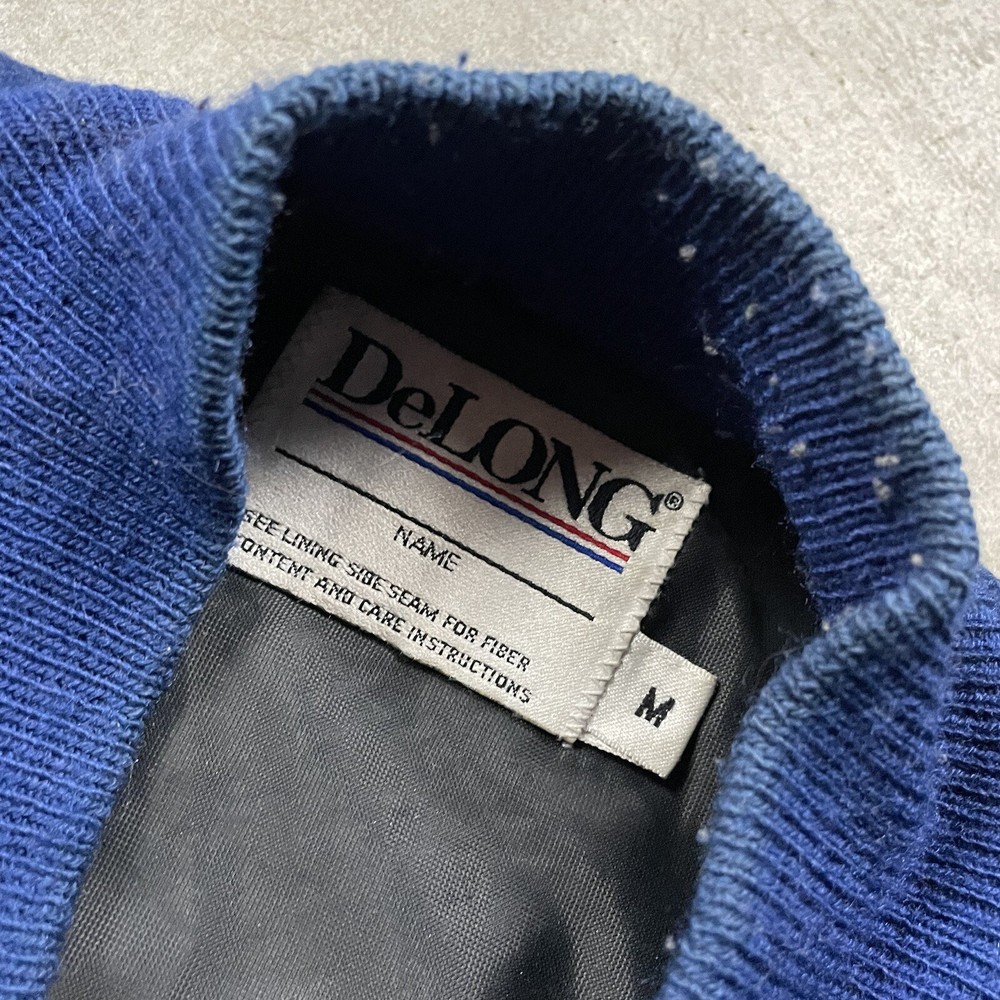 DeLONG®
NAME
SEE LINING SIDE SEAM FOR FIBER
CONTENT AND CARE INSTRUCTIONS
M